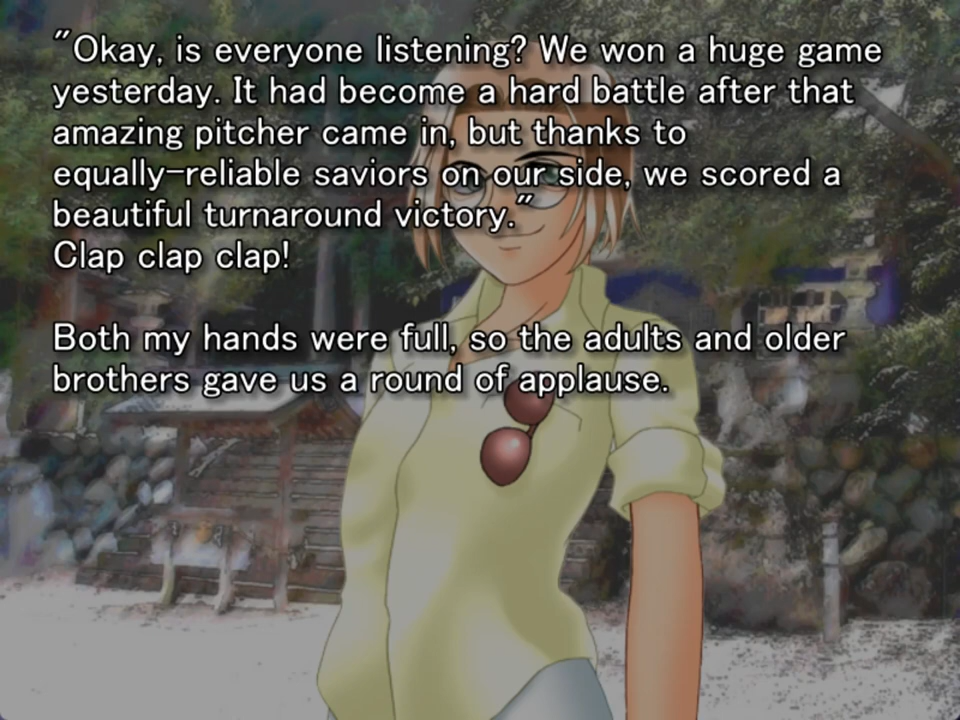 "Okay, is everyone listening? We won a huge game
yesterday. It had become a hard battle after that
amazing pitcher came in, but thanks to
equally-reliable saviors on our side, we scored a
beautiful turnaround victory."
Clap clap clap!
Both my hands were full, so the adults and older
brothers gave us a round of applause.